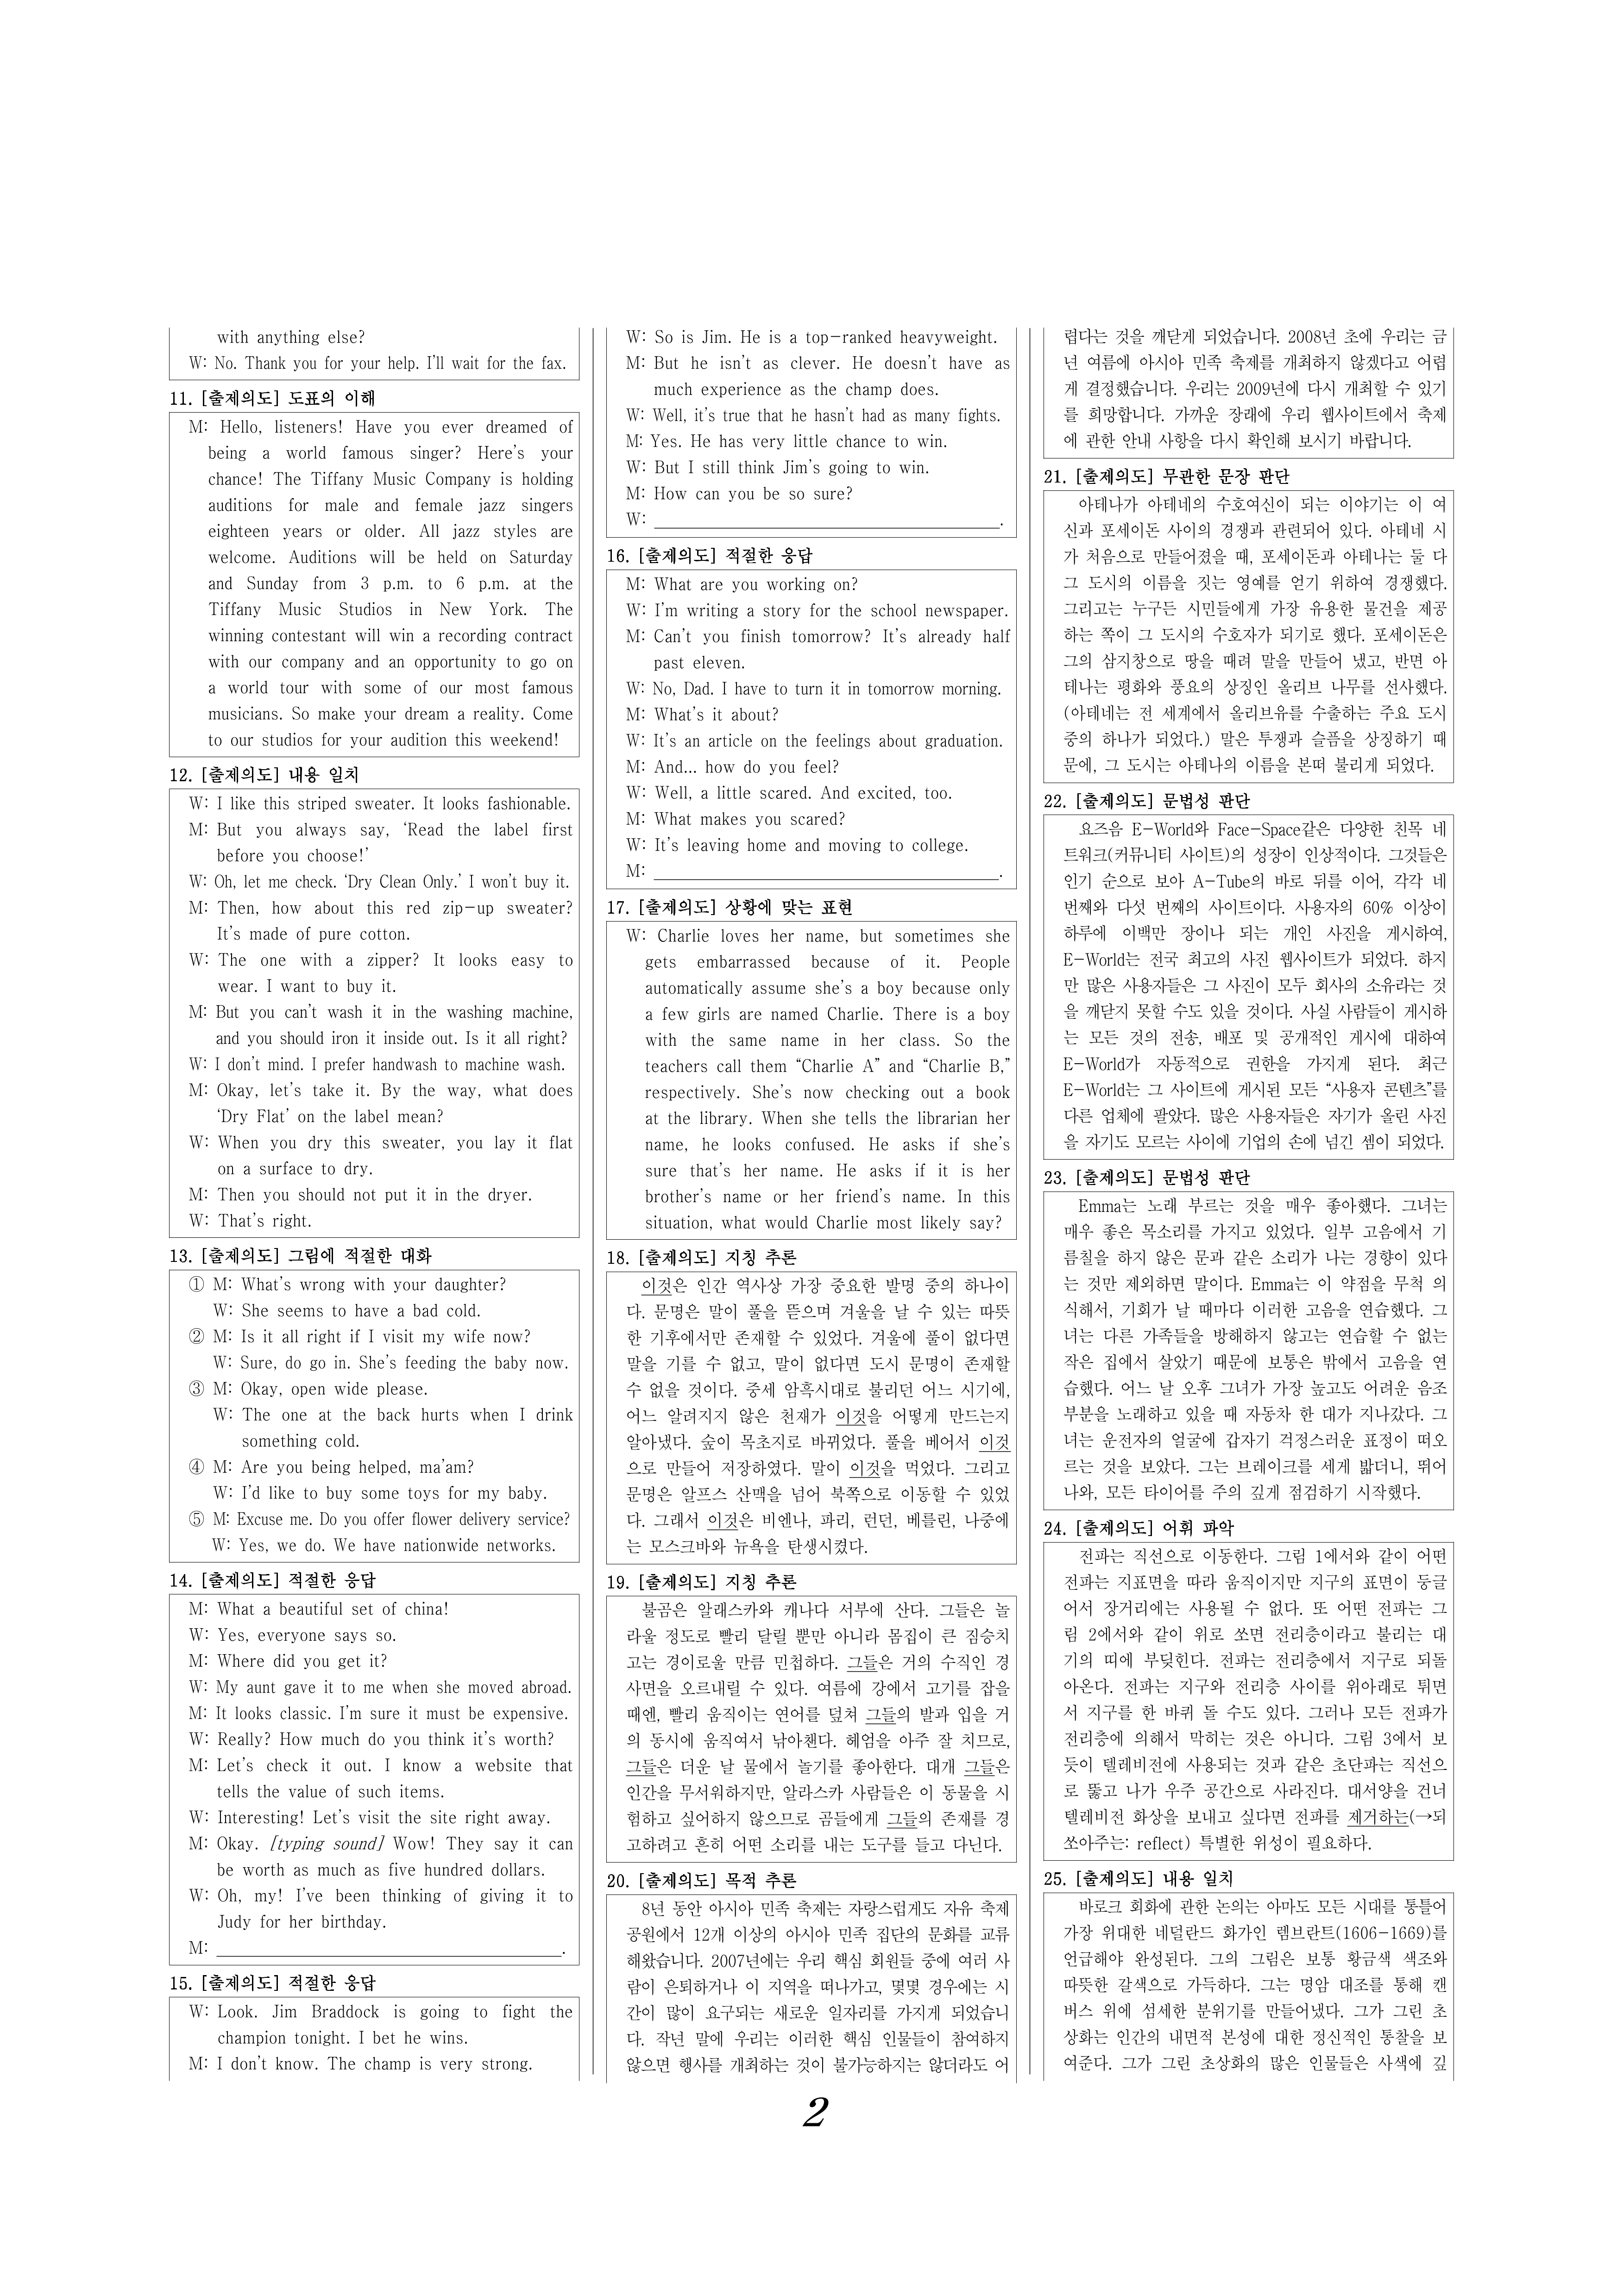 with anything else?
W: No. Thank you for your help. I'll wait for the fax.
11. [출제의도] 도표의 이해
M: Hello, listeners! Have you ever dreamed of
being a world famous singer? Here's your
chance! The Tiffany Music Company is holding
auditions for male and female jazz singers
eighteen years or older. All jazz styles are
welcome. Auditions will be held on Saturday
and Sunday from 3 p.m. to 6 p.m. at the
Tiffany Music Studios in New York. The
winning contestant will win a recording contract
with our company and an opportunity to go on
a world tour with some of our most famous
musicians. So make your dream a reality. Come
to our studios for your audition this weekend!
12. [출제의도] 내용 일치
W: I like this striped sweater. It looks fashionable.
M: But you always say, ‘Read the label first
before you choose!’
W: Oh, let me check. ‘Dry Clean Only.’ I won't buy it.
M: Then, how about this red zip-up sweater?
It's made of pure cotton.
W: The one with a zipper? It looks easy to
wear. I want to buy it.
M: But you can't wash it in the washing machine,
and you should iron it inside out. Is it all right?
W: I don't mind. I prefer handwash to machine wash.
M: Okay, let's take it. By the way, what does
‘Dry Flat’ on the label mean?
W: When you dry this sweater, you lay it flat
on a surface to dry.
M: Then you should not put it in the dryer.
W: That's right.
13. [출제의도] 그림에 적절한 대화
① M: What's wrong with your daughter?
W: She seems to have a bad cold.
② M: Is it all right if I visit my wife now?
W: Sure, do go in. She's feeding the baby now.
③ M: Okay, open wide please.
W: The one at the back hurts when I drink
something cold.
④ M: Are you being helped, ma'am?
W: I'd like to buy some toys for my baby.
⑤ M: Excuse me. Do you offer flower delivery service?
W: Yes, we do. We have nationwide networks.
14. [출제의도] 적절한 응답
M: What a beautiful set of china!
W: Yes, everyone says so.
M: Where did you get it?
W: My aunt gave it to me when she moved abroad.
M: It looks classic. I'm sure it must be expensive.
W: Really? How much do you think it's worth?
M: Let's check it out. I know a website that
tells the value of such items.
W: Interesting! Let's visit the site right away.
M: Okay. [typing sound] Wow! They say it can
be worth as much as five hundred dollars.
W: Oh, my! I've been thinking of giving it to
Judy for her birthday.
M: ______________________________.
15. [출제의도] 적절한 응답
W: Look. Jim Braddock is going to fight the
champion tonight. I bet he wins.
M: I don't know. The champ is very strong.
W: So is Jim. He is a top-ranked heavyweight.
M: But he isn't as clever. He doesn't have as
much experience as the champ does.
W: Well, it's true that he hasn't had as many fights.
M: Yes. He has very little chance to win.
W: But I still think Jim's going to win.
M: How can you be so sure?
W: ______________________________.
16. [출제의도] 적절한 응답
M: What are you working on?
W: I'm writing a story for the school newspaper.
M: Can't you finish tomorrow? It's already half
past eleven.
W: No, Dad. I have to turn it in tomorrow morning.
M: What's it about?
W: It's an article on the feelings about graduation.
M: And... how do you feel?
W: Well, a little scared. And excited, too.
M: What makes you scared?
W: It's leaving home and moving to college.
M: ______________________________.
17. [출제의도] 상황에 맞는 표현
W: Charlie loves her name, but sometimes she
gets embarrassed because of it. People
automatically assume she's a boy because only
a few girls are named Charlie. There is a boy
with the same name in her class. So the
teachers call them “Charlie A” and “Charlie B,”
respectively. She's now checking out a book
at the library. When she tells the librarian her
name, he looks confused. He asks if she's
sure that's her name. He asks if it is her
brother's name or her friend's name. In this
situation, what would Charlie most likely say?
18. [출제의도] 지칭 추론
이것은 인간 역사상 가장 중요한 발명 중의 하나이
다. 문명은 말이 풀을 뜯으며 겨울을 날 수 있는 따뜻
한 기후에서만 존재할 수 있었다. 겨울에 풀이 없다면
말을 기를 수 없고, 말이 없다면 도시 문명이 존재할
수 없을 것이다. 중세 암흑시대로 불리던 어느 시기에,
어느 알려지지 않은 천재가 이것을 어떻게 만드는지
알아냈다. 숲이 목초지로 바뀌었다. 풀을 베어서 이것
으로 만들어 저장하였다. 말이 이것을 먹었다. 그리고
문명은 알프스 산맥을 넘어 북쪽으로 이동할 수 있었
다. 그래서 이것은 비엔나, 파리, 런던, 베를린, 나중에
는 모스크바와 뉴욕을 탄생시켰다.
19. [출제의도] 지칭 추론
불곰은 알래스카와 캐나다 서부에 산다. 그들은 놀
라울 정도로 빨리 달릴 뿐만 아니라 몸집이 큰 짐승치
고는 경이로울 만큼 민첩하다. 그들은 거의 수직인 경
사면을 오르내릴 수 있다. 여름에 강에서 고기를 잡을
때엔, 빨리 움직이는 연어를 덮쳐 그들의 발과 입을 거
의 동시에 움직여서 낚아챈다. 헤엄을 아주 잘 치므로,
그들은 더운 날 물에서 놀기를 좋아한다. 대개 그들은
인간을 무서워하지만, 알라스카 사람들은 이 동물을 시
험하고 싶어하지 않으므로 곰들에게 그들의 존재를 경
고하려고 흔히 어떤 소리를 내는 도구를 들고 다닌다.
20. [출제의도] 목적 추론
8년 동안 아시아 민족 축제는 자랑스럽게도 자유 축제
공원에서 12개 이상의 아시아 민족 집단의 문화를 교류
해왔습니다. 2007년에는 우리 핵심 회원들 중에 여러 사
람이 은퇴하거나 이 지역을 떠나가고, 몇몇 경우에는 시
간이 많이 요구되는 새로운 일자리를 가지게 되었습니
다. 작년 말에 우리는 이러한 핵심 인물들이 참여하지
않으면 행사를 개최하는 것이 불가능하지는 않더라도 어
렵다는 것을 깨닫게 되었습니다. 2008년 초에 우리는 금
년 여름에 아시아 민족 축제를 개최하지 않겠다고 어렵
게 결정했습니다. 우리는 2009년에 다시 개최할 수 있기
를 희망합니다. 가까운 장래에 우리 웹사이트에서 축제
에 관한 안내 사항을 다시 확인해 보시기 바랍니다.
21. [출제의도] 무관한 문장 판단
아테나가 아테네의 수호여신이 되는 이야기는 이 여
신과 포세이돈 사이의 경쟁과 관련되어 있다. 아테네 시
가 처음으로 만들어졌을 때, 포세이돈과 아테나는 둘 다
그 도시의 이름을 짓는 영예를 얻기 위하여 경쟁했다.
그리고는 누구든 시민들에게 가장 유용한 물건을 제공
하는 쪽이 그 도시의 수호자가 되기로 했다. 포세이돈은
그의 삼지창으로 땅을 때려 말을 만들어 냈고, 반면 아
테나는 평화와 풍요의 상징인 올리브 나무를 선사했다.
(아테네는 전 세계에서 올리브유를 수출하는 주요 도시
중의 하나가 되었다.) 말은 투쟁과 슬픔을 상징하기 때
문에, 그 도시는 아테나의 이름을 본떠 불리게 되었다.
22. [출제의도] 문법성 판단
요즈음 E-World와 Face-Space같은 다양한 친목 네
트워크(커뮤니티 사이트)의 성장이 인상적이다. 그것들은
인기 순으로 보아 A-Tube의 바로 뒤를 이어, 각각 네
번째와 다섯 번째의 사이트이다. 사용자의 60% 이상이
하루에 이백만 장이나 되는 개인 사진을 게시하여,
E-World는 전국 최고의 사진 웹사이트가 되었다. 하지
만 많은 사용자들은 그 사진이 모두 회사의 소유라는 것
을 깨닫지 못할 수도 있을 것이다. 사실 사람들이 게시하
는 모든 것의 전송, 배포 및 공개적인 게시에 대하여
E-World가 자동적으로 권한을 가지게 된다. 최근
E-World는 그 사이트에 게시된 모든 “사용자 콘텐츠”를
다른 업체에 팔았다. 많은 사용자들은 자기가 올린 사진
을 자기도 모르는 사이에 기업의 손에 넘긴 셈이 되었다.
23. [출제의도] 문법성 판단
Emma는 노래 부르는 것을 매우 좋아했다. 그녀는
매우 좋은 목소리를 가지고 있었다. 일부 고음에서 기
름칠을 하지 않은 문과 같은 소리가 나는 경향이 있다
는 것만 제외하면 말이다. Emma는 이 약점을 무척 의
식해서, 기회가 날 때마다 이러한 고음을 연습했다. 그
녀는 다른 가족들을 방해하지 않고는 연습할 수 없는
작은 집에서 살았기 때문에 보통은 밖에서 고음을 연
습했다. 어느 날 오후 그녀가 가장 높고도 어려운 음조
부분을 노래하고 있을 때 자동차 한 대가 지나갔다. 그
녀는 운전자의 얼굴에 갑자기 걱정스러운 표정이 떠오
르는 것을 보았다. 그는 브레이크를 세게 밟더니, 뛰어
나와, 모든 타이어를 주의 깊게 점검하기 시작했다.
24. [출제의도] 어휘 파악
전파는 직선으로 이동한다. 그림 1에서와 같이 어떤
전파는 지표면을 따라 움직이지만 지구의 표면이 둥글
어서 장거리에는 사용될 수 없다. 또 어떤 전파는 그
림 2에서와 같이 위로 쏘면 전리층이라고 불리는 대
기의 띠에 부딪힌다. 전파는 전리층에서 지구로 되돌
아온다. 전파는 지구와 전리층 사이를 위아래로 튀면
서 지구를 한 바퀴 돌 수도 있다. 그러나 모든 전파가
전리층에 의해서 막히는 것은 아니다. 그림 3에서 보
듯이 텔레비전에 사용되는 것과 같은 초단파는 직선으
로 뚫고 나가 우주 공간으로 사라진다. 대서양을 건너
텔레비전 화상을 보내고 싶다면 전파를 제거하는(→되
쏘아주는: reflect) 특별한 위성이 필요하다.
25. [출제의도] 내용 일치
바로크 회화에 관한 논의는 아마도 모든 시대를 통틀어
가장 위대한 네덜란드 화가인 렘브란트(1606-1669)를
언급해야 완성된다. 그의 그림은 보통 황금색 색조와
따뜻한 갈색으로 가득하다. 그는 명암 대조를 통해 캔
버스 위에 섬세한 분위기를 만들어냈다. 그가 그린 초
상화는 인간의 내면적 본성에 대한 정신적인 통찰을 보
여준다. 그가 그린 초상화의 많은 인물들은 사색에 깊
2